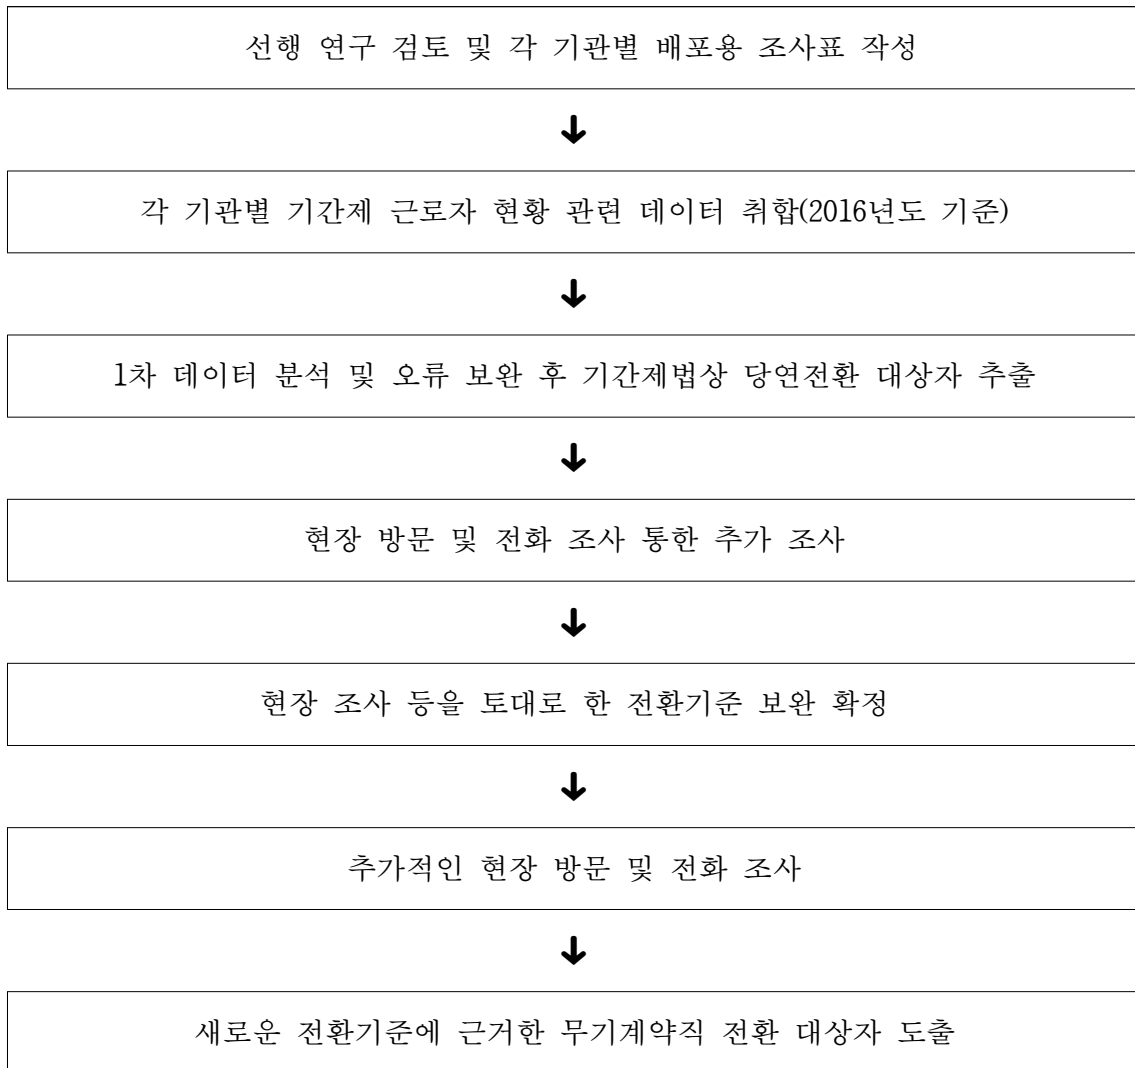 선행 연구 검토 및 각 기관별 배포용 조사표 작성
각 기관별 기간제 근로자 현황 관련 데이터 취합(2016년도 기준)
1차 데이터 분석 및 오류 보완 후 기간제법상 당연전환 대상자 추출
현장 방문 및 전화 조사 통한 추가 조사
현장 조사 등을 토대로 한 전환기준 보완 확정
추가적인 현장 방문 및 전화 조사
새로운 전환기준에 근거한 무기계약직 전환 대상자 도출